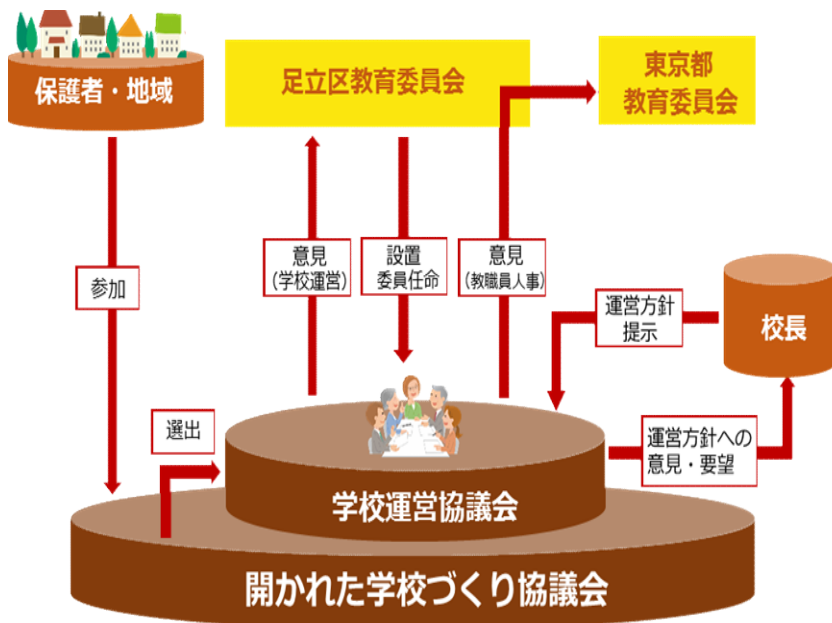 保護者・地域
足立区教育委員会
東京都
教育委員会
参加
意見
(学校運営)
設置
委員任命
意見
(教職員人事)
運営方針
提示
校長
選出
運営方針への
意見・要望
学校運営協議会
開かれた学校づくり協議会